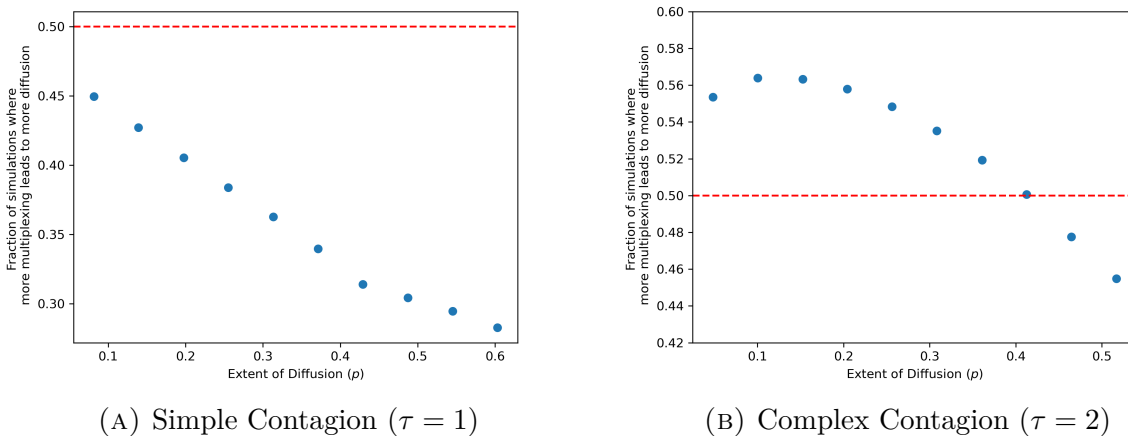 Fraction of simulations where
more multiplexing leads to more diffusion
0.50
0.45
0.40
0.35
0.30
0.1 0.2 0.3 0.4 0.5 0.6
Extent of Diffusion (p)
(A) Simple Contagion (τ = 1)
Fraction of simulations where
more multiplexing leads to more diffusion
0.60
0.58
0.56
0.54
0.52
0.50
0.48
0.46
0.44
0.42
0.1 0.2 0.3 0.4 0.5
Extent of Diffusion (p)
(B) Complex Contagion (τ = 2)